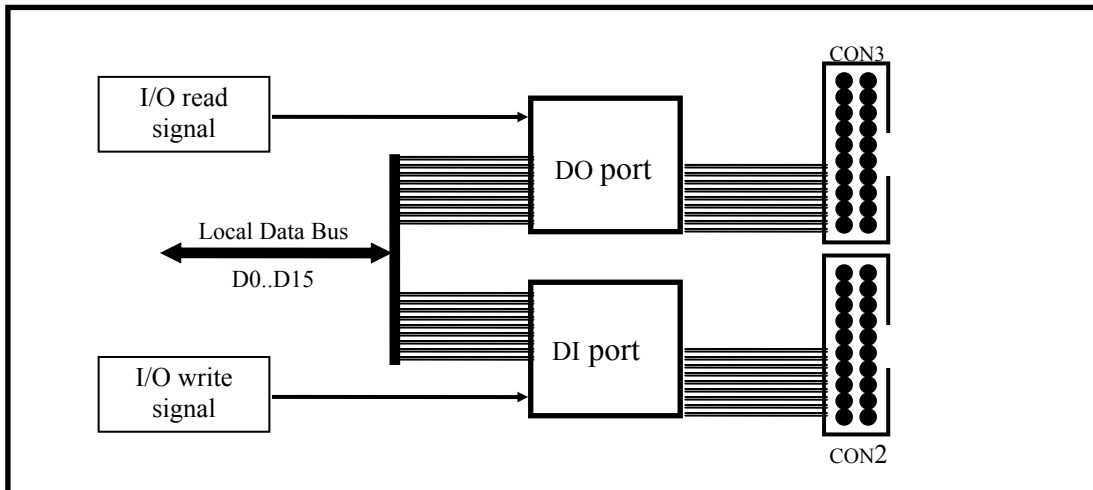 CON3
I/O read
signal
DO port
Local Data Bus
D0..D15
DI port
I/O write
signal
CON2